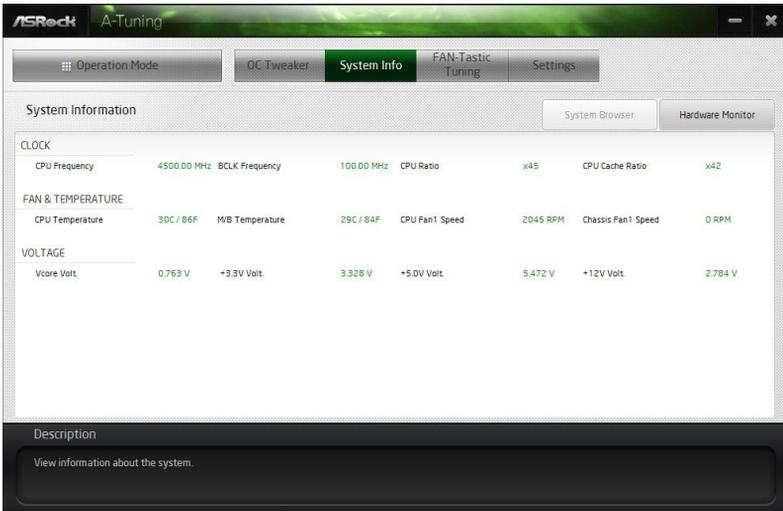 ASRock A-Tuning
Operation Mode OC Tweaker System Info FAN-Tastic Tuning Settings
System Information System Browser Hardware Monitor
CLOCK
CPU Frequency 4500.00 MHz BCLK Frequency 100.00 MHz CPU Ratio x45 CPU Cache Ratio x42
FAN & TEMPERATURE
CPU Temperature 30C / 86F M/B Temperature 29C / 84F CPU Fan1 Speed 2045 RPM Chassis Fan1 Speed 0 RPM
VOLTAGE
Vcore Volt. 0.763 V +3.3V Volt. 3.328 V +5.0V Volt. 5.472 V +12V Volt. 2.784 V
Description
View information about the system.